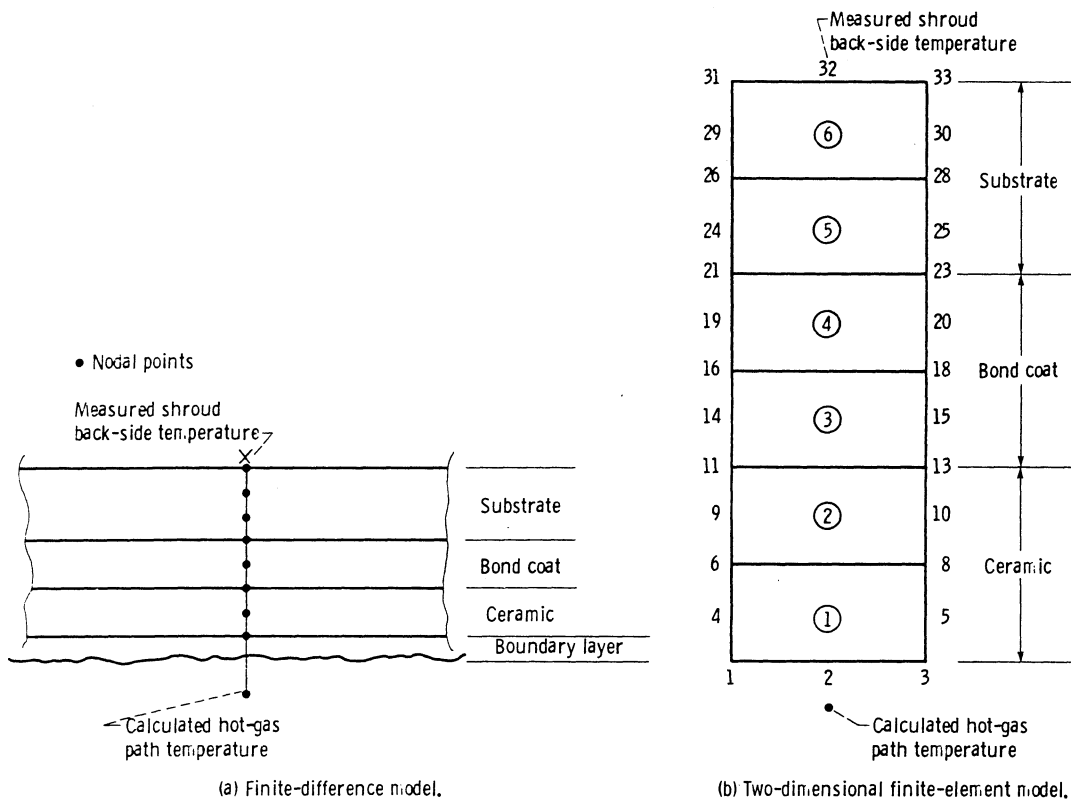 • Nodal points
Measured shroud
back-side temperature
Substrate
Bond coat
Ceramic
Boundary layer
Calculated hot-gas
path temperature
(a) Finite-difference model.
Measured shroud
back-side temperature
31 32 33
29 6 30
26 28
Substrate
24 5 25
21 23
19 4 20
16 18
Bond coat
14 3 15
11 13
9 2 10
6 8
Ceramic
4 1 5
1 2 3
Calculated hot-gas
path temperature
(b) Two-dimensional finite-element model.